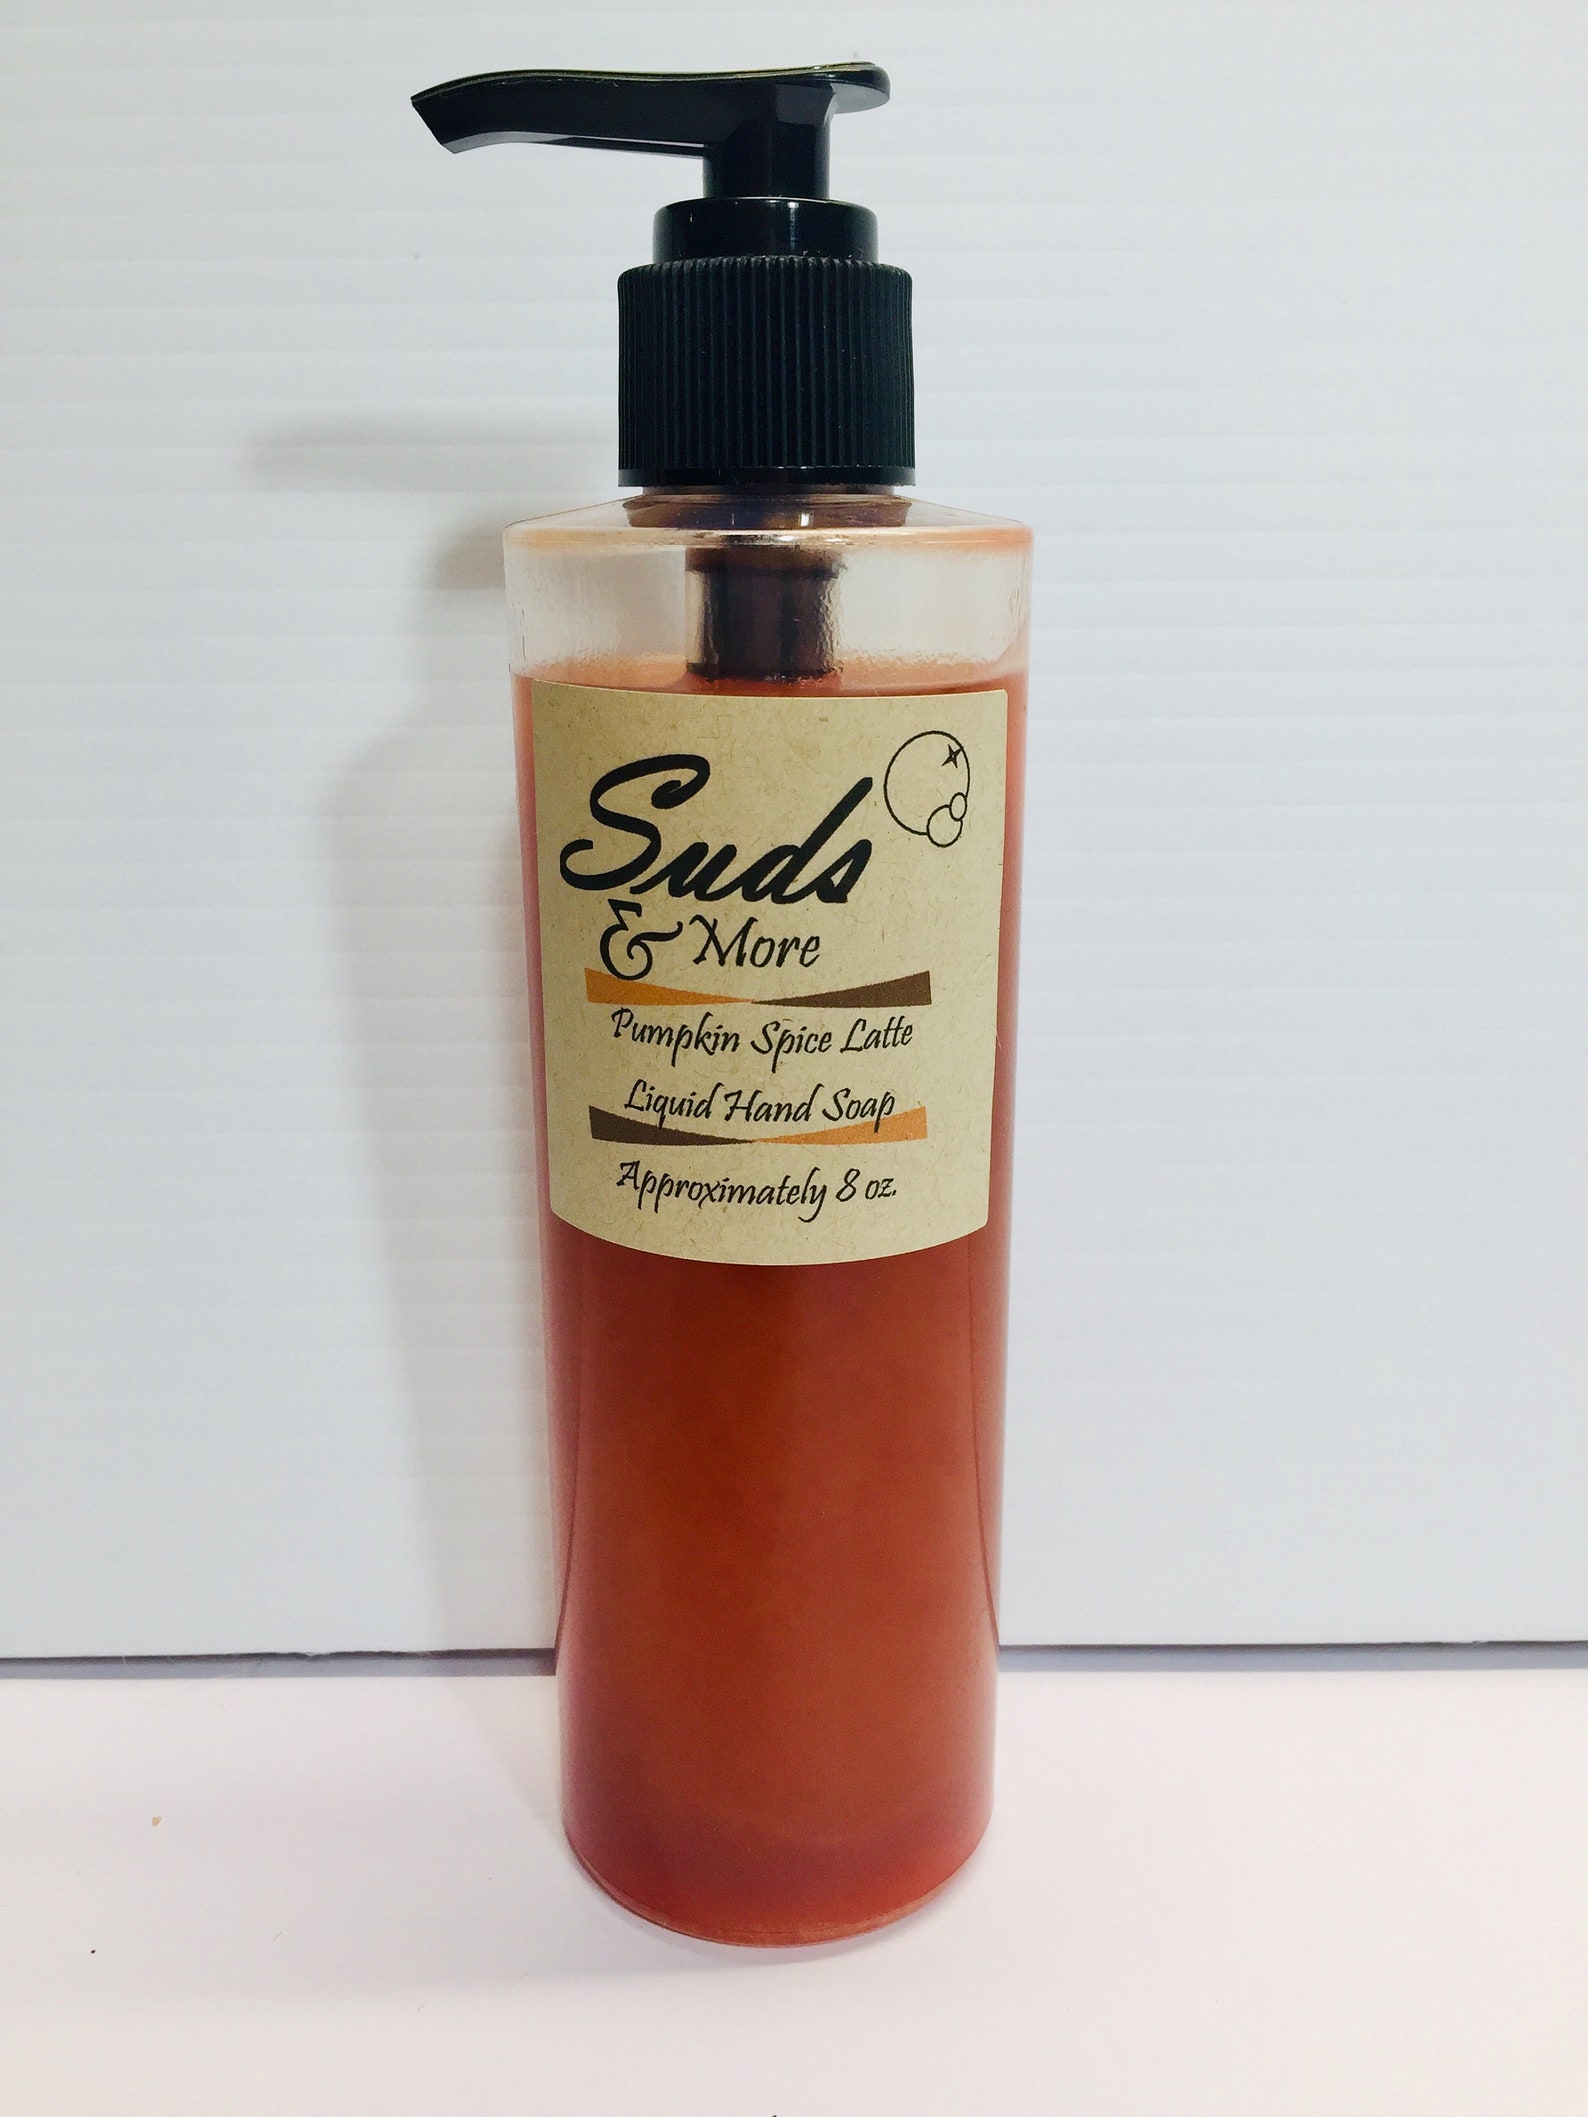 Suds
& More
Pumpkin Spice Latte
Liquid Hand Soap
Approximately 8 oz.